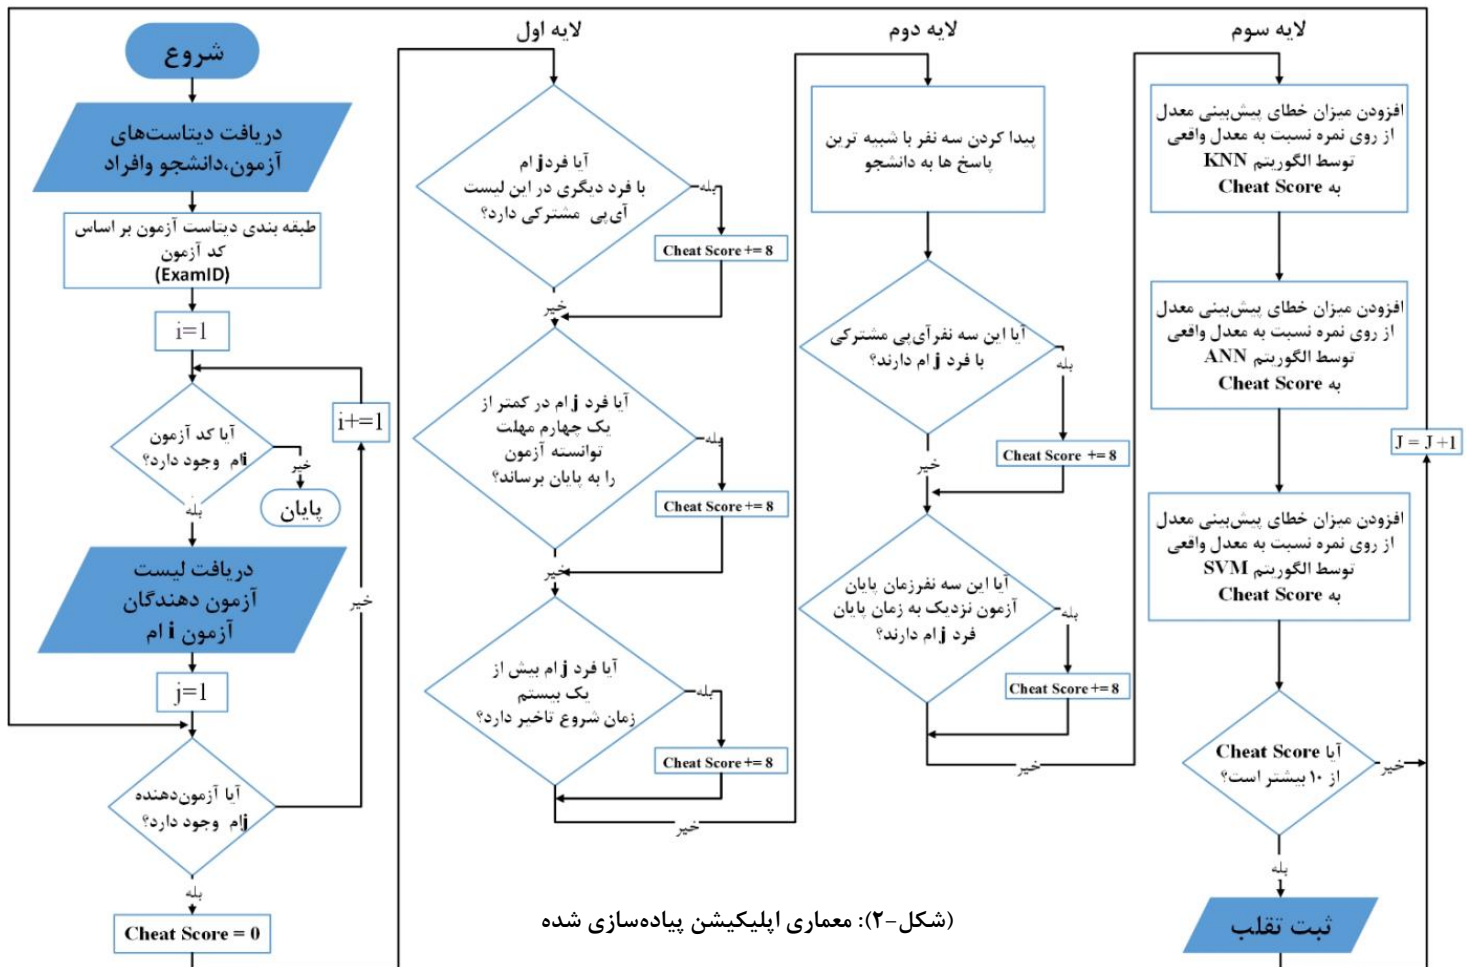 شروع
دریافت دیتاست‌های
آزمون،دانشجو وافراد
طبقه بندی دیتاست آزمون بر اساس
کد آزمون
(ExamID)
i=1
آیا کد آزمون
iام وجود دارد؟
خیر
پایان
بله
i+=1
خیر
دریافت لیست
آزمون دهندگان
آزمون i ام
j=1
آیا آزمون‌دهنده
jام وجود دارد؟
بله
Cheat Score = 0
لایه اول
آیا فردj ام
با فرد دیگری در این لیست
آی‌پی مشترکی دارد؟
بله
Cheat Score += 8
خیر
آیا فرد j ام در کمتر از
یک چهارم مهلت
توانسته آزمون
را به پایان برساند؟
بله
Cheat Score += 8
خیر
آیا فرد j ام بیش از
یک بیستم
زمان شروع تاخیر دارد؟
بله
Cheat Score += 8
خیر
لایه دوم
پیدا کردن سه نفر با شبیه ترین
پاسخ ها به دانشجو
آیا این سه نفرآی‌پی مشترکی
با فرد j ام دارند؟
بله
Cheat Score += 8
خیر
آیا این سه نفرزمان پایان
آزمون نزدیک به زمان پایان
فرد j ام دارند؟
بله
Cheat Score += 8
خیر
لایه سوم
افزودن میزان خطای پیش‌بینی معدل
از روی نمره نسبت به معدل واقعی
توسط الگوریتم KNN
به Cheat Score
افزودن میزان خطای پیش‌بینی معدل
از روی نمره نسبت به معدل واقعی
توسط الگوریتم ANN
به Cheat Score
افزودن میزان خطای پیش‌بینی معدل
از روی نمره نسبت به معدل واقعی
توسط الگوریتم SVM
به Cheat Score
آیا Cheat Score
از ۱۰ بیشتر است؟
خیر
J = J+1
بله
ثبت تقلب
(شکل-۲): معماری اپلیکیشن پیاده‌سازی شده